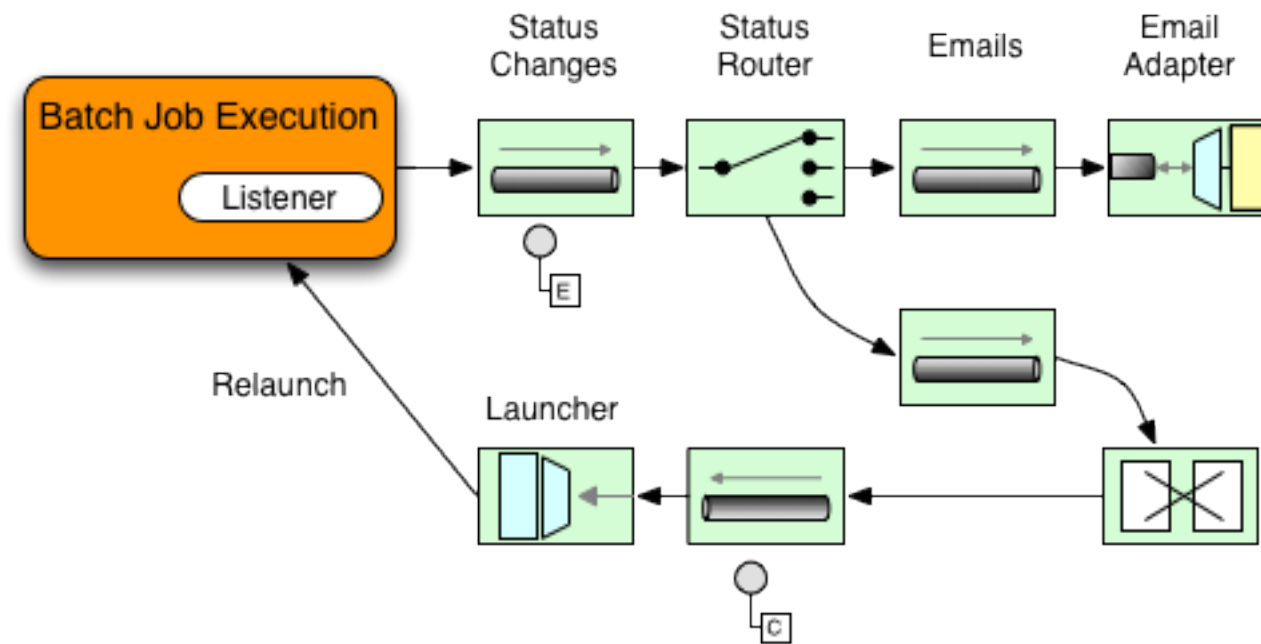 Status
Changes
Status
Router
Emails
Email
Adapter
Batch Job Execution
Listener
E
Relaunch
Launcher
C